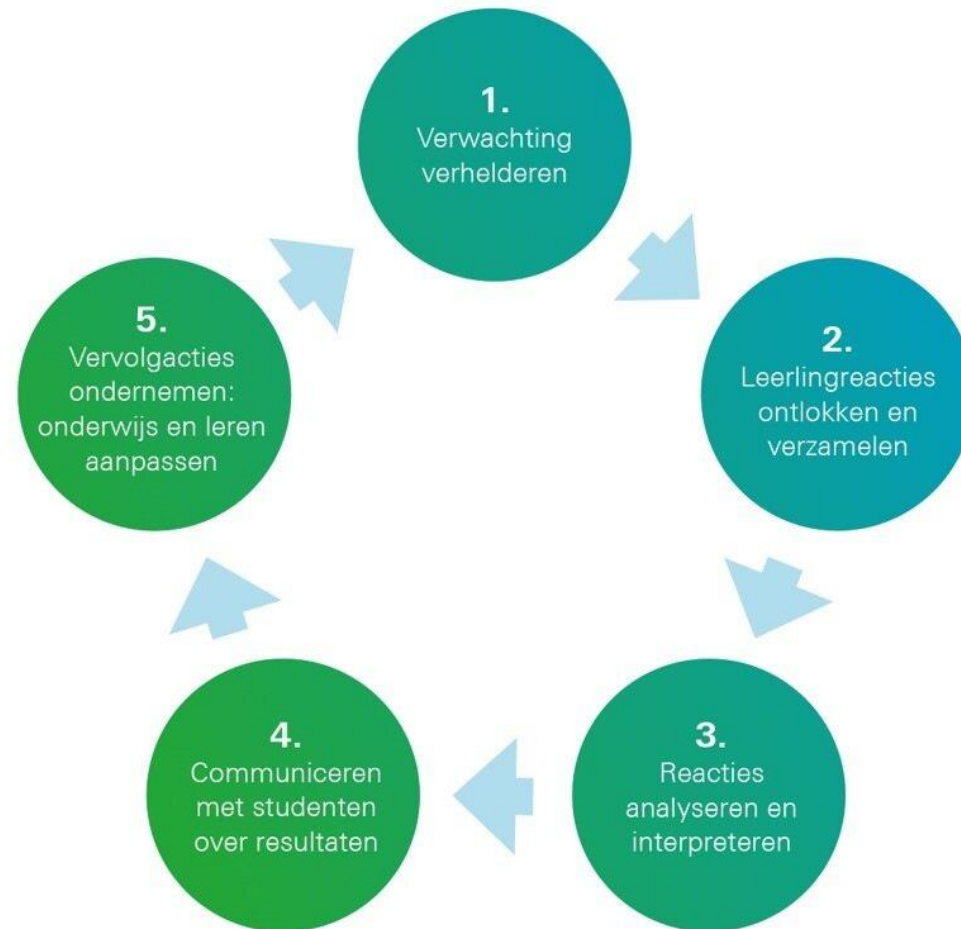 1.
Verwachting
verhelderen
2.
Leerlingreacties
ontlokken en
verzamelen
3.
Reacties
analyseren en
interpreteren
4.
Communiceren
met studenten
over resultaten
5.
Vervolgacties
ondernemen:
onderwijs en leren
aanpassen